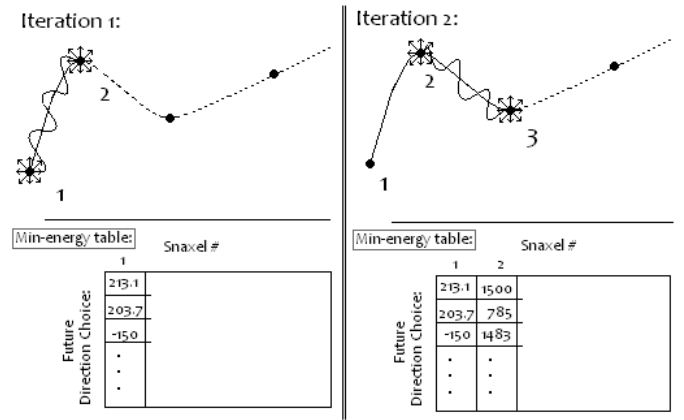 Iteration 1:
2
1
Min-energy table:
Snaxel #
1
Future
Direction Choice:
213.1
203.7
-150
Iteration 2:
2
3
1
Min-energy table:
Snaxel #
1 2
Future
Direction Choice:
213.1 1500
203.7 785
-150 1483